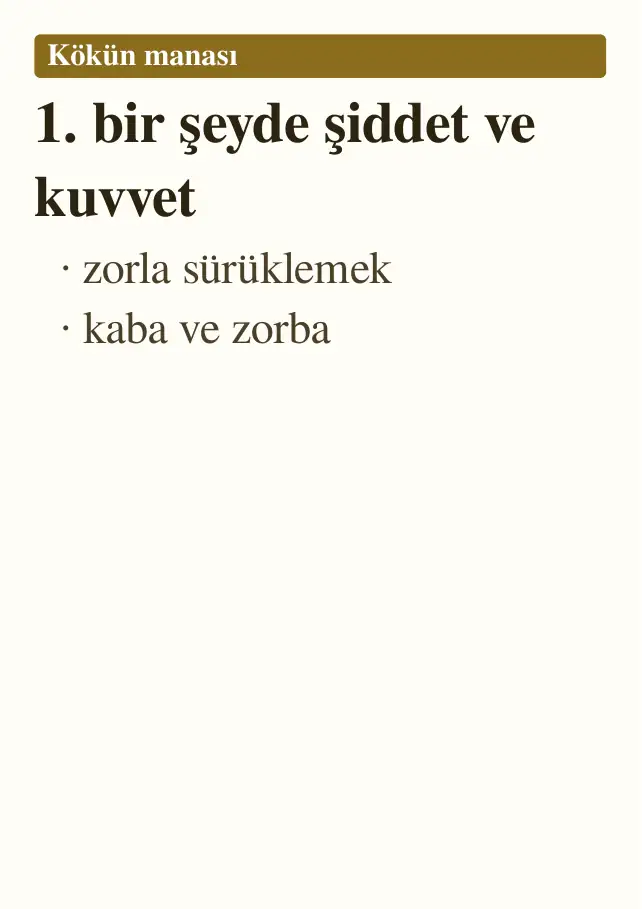 Kökün manası
1. bir şeyde şiddet ve
kuvvet
· zorla sürüklemek
· kaba ve zorba